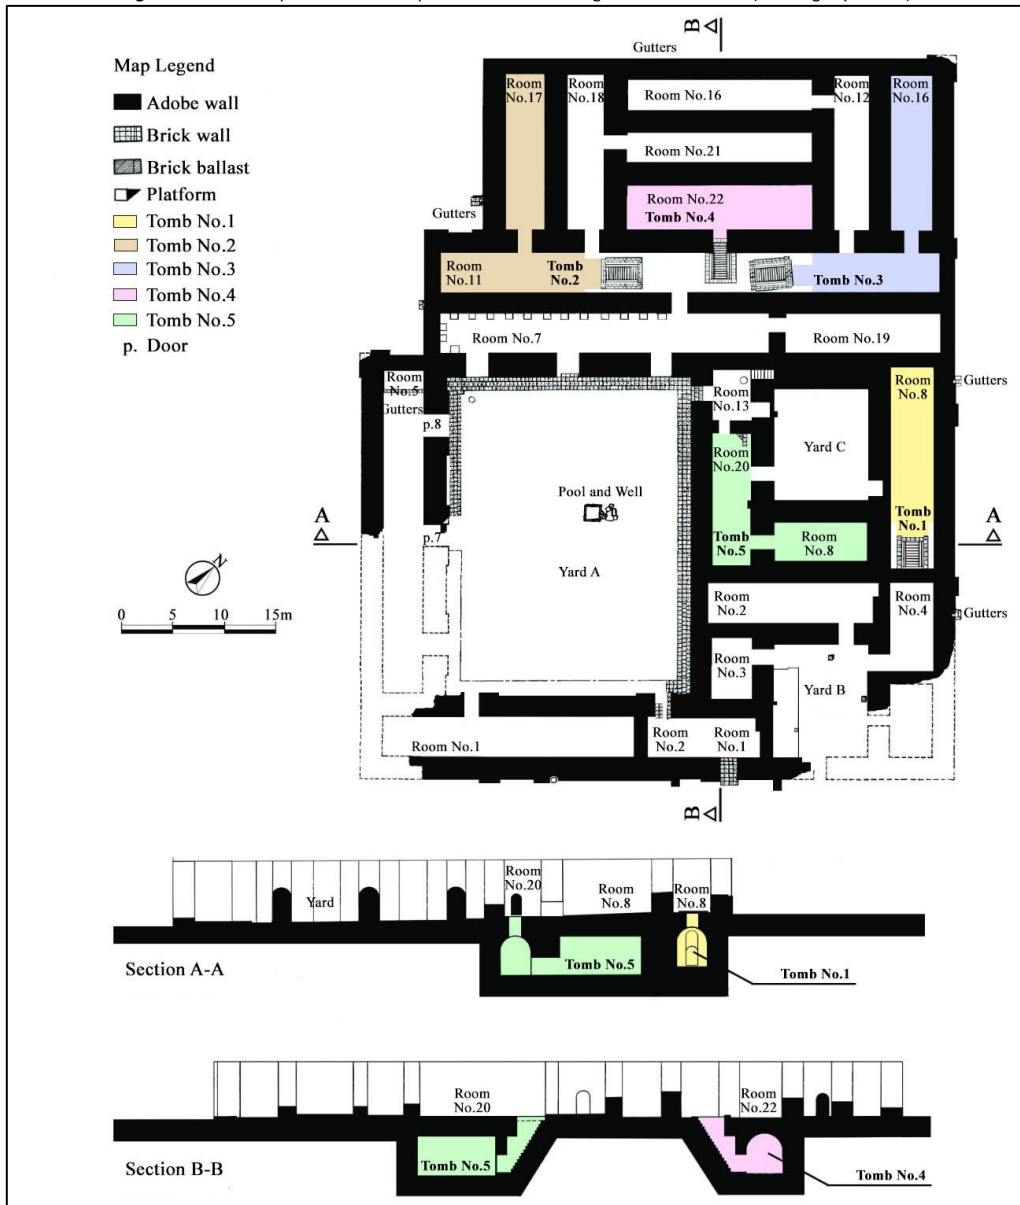 B
Gutters
Map Legend
Adobe wall
Brick wall
Brick ballast
Platform
Tomb No.1
Tomb No.2
Tomb No.3
Tomb No.4
Tomb No.5
p. Door
Room
No.17
Room
No.18
Room No.16
Room
No.12
Room
No.16
Room No.21
Room No.22
Tomb No.4
Gutters
Room
No.11
Tomb
No.2
Tomb No.3
Room No.7
Room No.19
Room
No.5
Gutters
p.8
Room
No.13
Room
No.8
Gutters
Yard C
Room
No.20
Pool and Well
A
p.7
Yard A
Tomb
No.5
Room
No.8
Tomb
No.1
A
N
0 5 10 15m
Room
No.2
Room
No.4
Gutters
Room
No.3
Yard B
Room No.1
Room
No.2
Room
No.1
B
Yard
Room
No.20
Room
No.8
Room
No.8
Section A-A
Tomb No.5
Tomb No.1
Room
No.20
Room
No.22
Section B-B
Tomb No.5
Tomb No.4